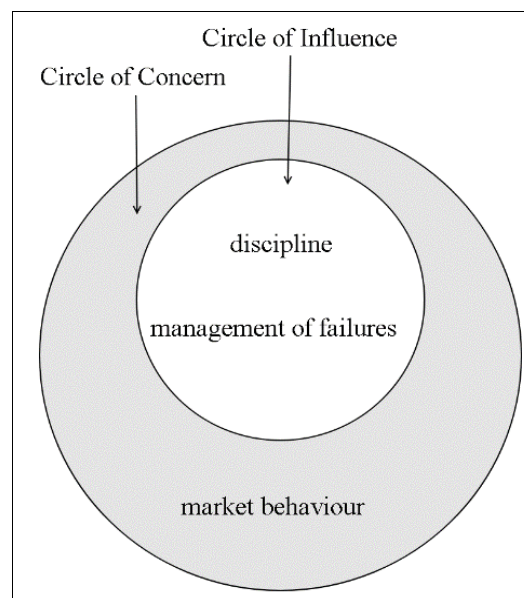 Circle of Influence
Circle of Concern
discipline
management of failures
market behaviour